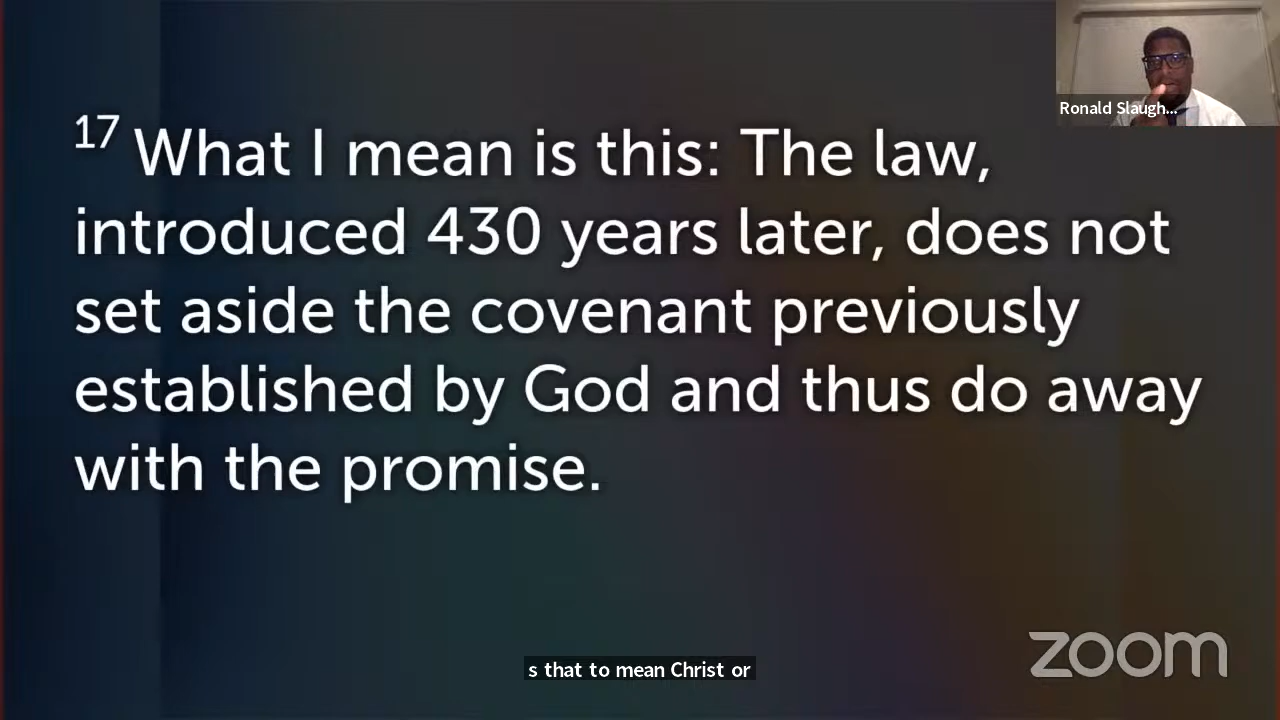 Ronald Slaugh...
17 What I mean is this: The law,
introduced 430 years later, does not
set aside the covenant previously
established by God and thus do away
with the promise.
s that to mean Christ or
zoom